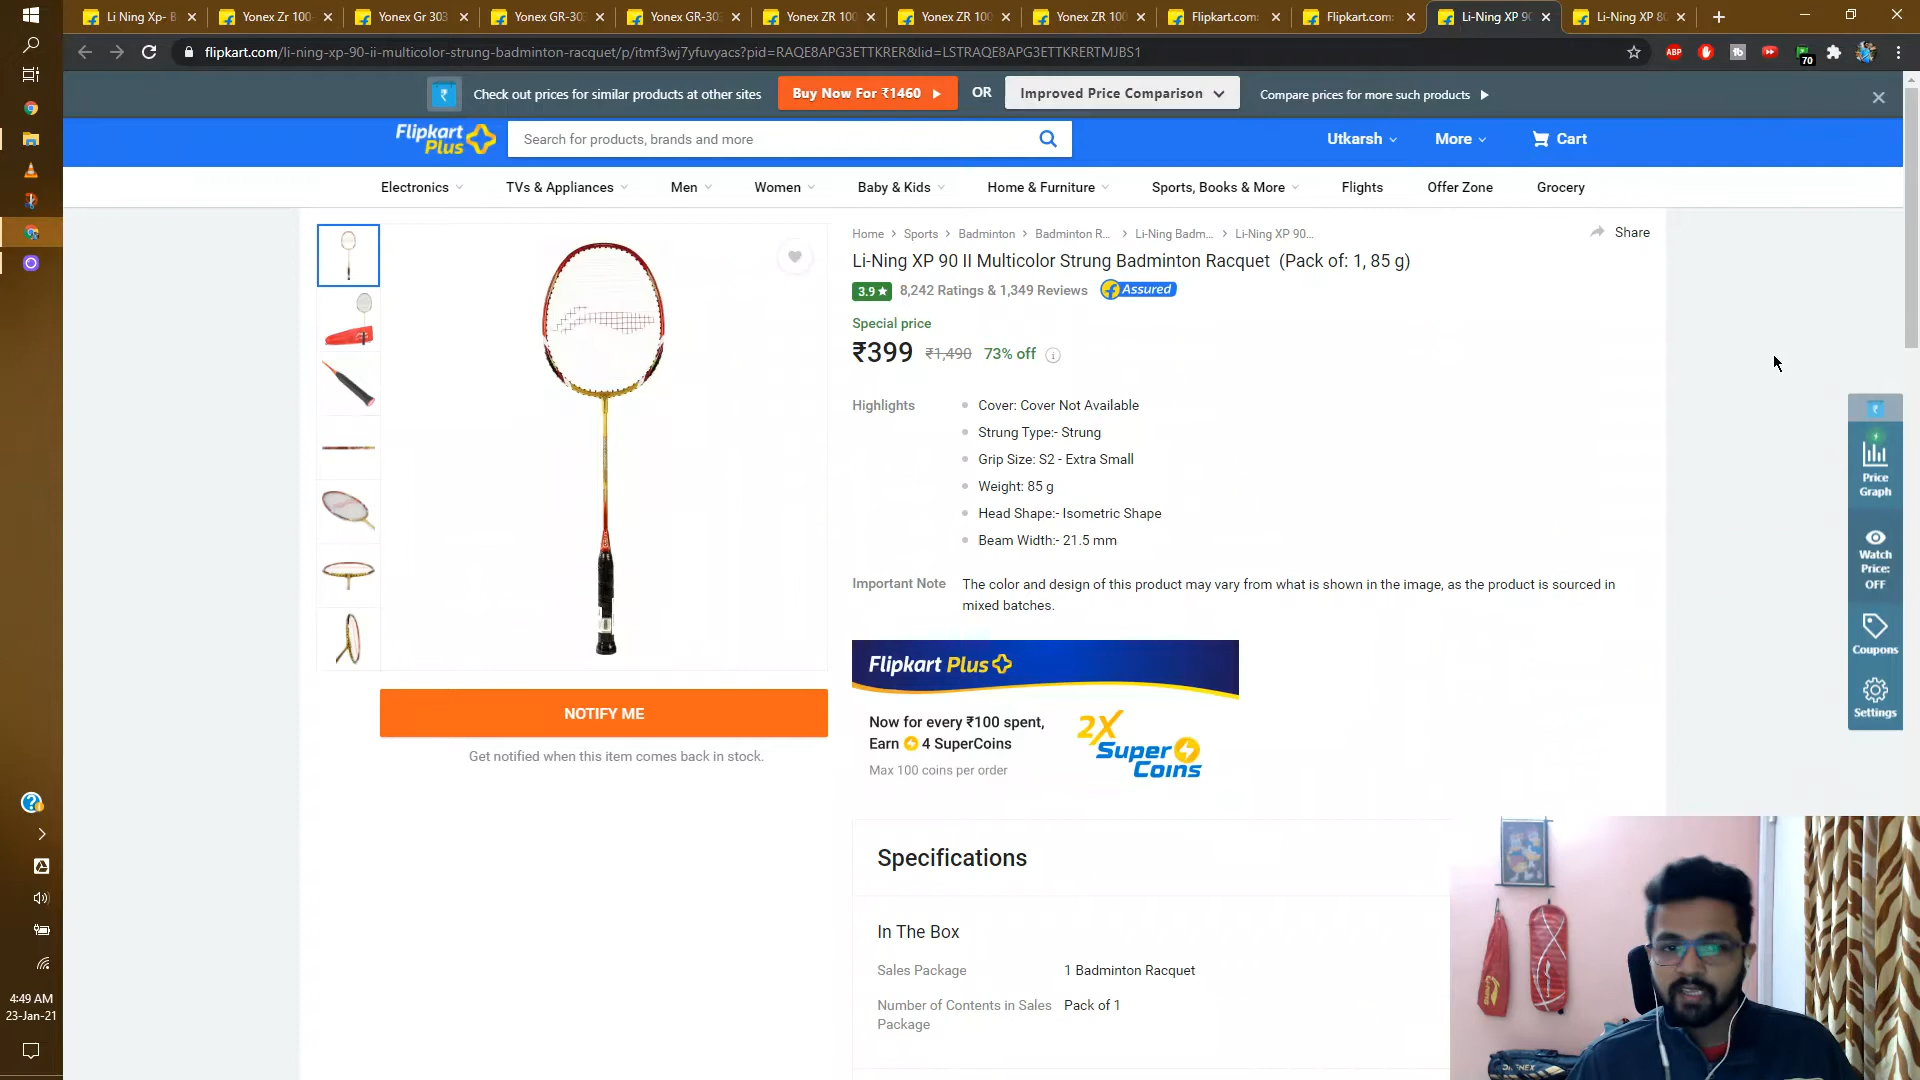 Li Ning Xp- B
Yonex Zr 100
Yonex Gr 303
Yonex GR-30
Yonex GR-30
Yonex ZR 100
Yonex ZR 100
Yonex ZR 100
Flipkart.com
Flipkart.com
Li-Ning XP 90
Li-Ning XP 80
flipkart.com/li-ning-xp-90-ii-multicolor-strung-badminton-racquet/p/itmf3wj7yfuvyacs?pid=RAQE8APG3ETTKRER&lid=LSTRAQE8APG3ETTKRERTMJBS1
ABP
70
Check out prices for similar products at other sites
Buy Now For ₹1460
OR
Improved Price Comparison
Compare prices for more such products
Flipkart
Plus
Search for products, brands and more
Utkarsh
More
Cart
Electronics
TVs & Appliances
Men
Women
Baby & Kids
Home & Furniture
Sports, Books & More
Flights
Offer Zone
Grocery
Home
Sports
Badminton
Badminton R...
Li-Ning Badm...
Li-Ning XP 90...
Share
Li-Ning XP 90 II Multicolor Strung Badminton Racquet (Pack of: 1, 85 g)
3.9 ★ 8,242 Ratings & 1,349 Reviews Assured
Special price
₹399 ₹1,490 73% off
Highlights
Cover: Cover Not Available
Strung Type:- Strung
Grip Size: S2 - Extra Small
Weight: 85 g
Head Shape:- Isometric Shape
Beam Width:- 21.5 mm
Important Note
The color and design of this product may vary from what is shown in the image, as the product is sourced in
mixed batches.
Flipkart Plus
Now for every ₹100 spent,
Earn 4 SuperCoins
Max 100 coins per order
2X
Super
Coins
NOTIFY ME
Get notified when this item comes back in stock.
Specifications
In The Box
Sales Package
1 Badminton Racquet
Number of Contents in Sales
Package
Pack of 1
Price
Graph
Watch
Price:
OFF
Coupons
Settings
4:49 AM
23-Jan-21